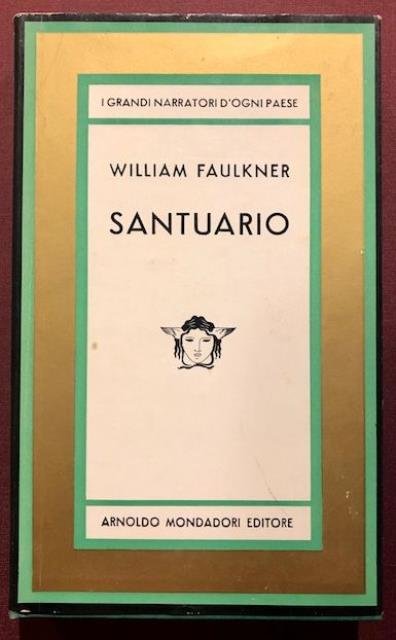 I GRANDI NARRATORI D'OGNI PAESE
WILLIAM FAULKNER
SANTUARIO
ARNOLDO MONDADORI EDITORE